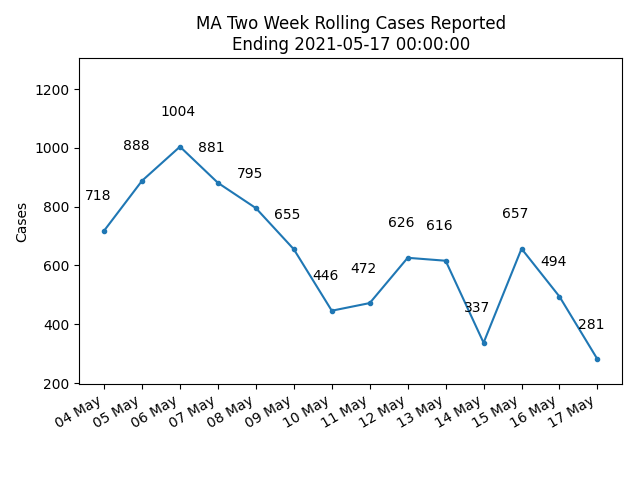 MA Two Week Rolling Cases Reported
Ending 2021-05-17 00:00:00
Cases
1200
1000
800
600
400
200
718
888
1004
881
795
655
446
472
626
616
337
657
494
281
04 May
05 May
06 May
07 May
08 May
09 May
10 May
11 May
12 May
13 May
14 May
15 May
16 May
17 May